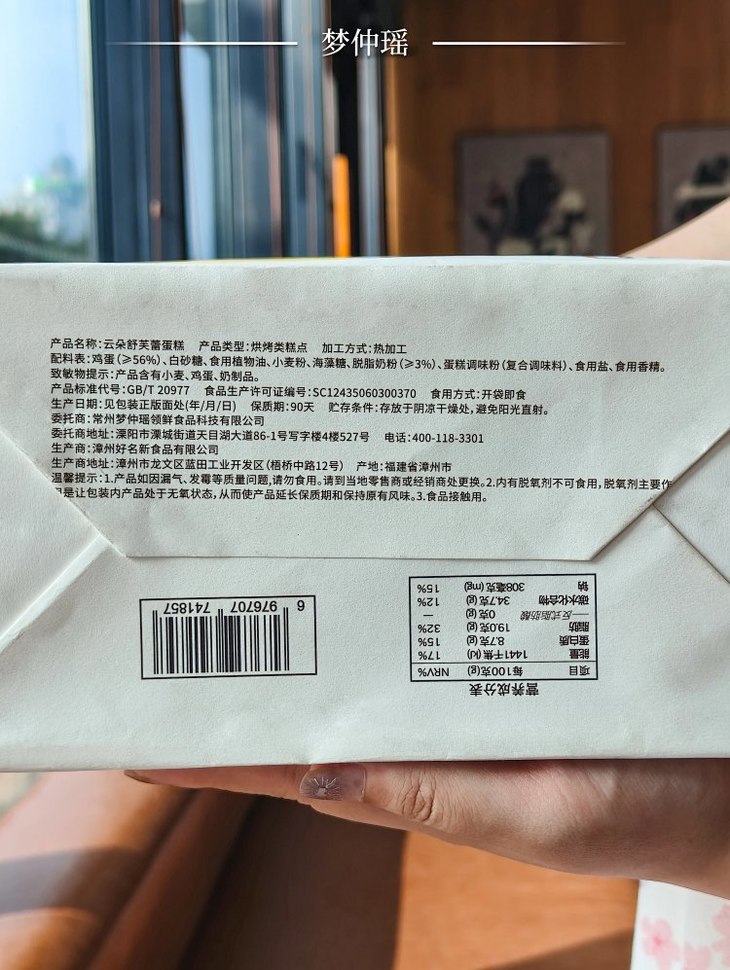 梦仲瑶
产品名称:云朵舒芙蕾蛋糕 产品类型:烘烤类糕点 加工方式:热加工
配料表:鸡蛋(≥56%)、白砂糖、食用植物油、小麦粉、海藻糖、脱脂奶粉(≥3%)、蛋糕调味粉(复合调味料)、食用盐、食用香精。
致敏物提示:产品含有小麦、鸡蛋、奶制品。
产品标准代号:GB/T 20977 食品生产许可证编号:SC12435060300370 食用方式:开袋即食
生产日期:见包装正版面处(年/月/日) 保质期:90天 贮存条件:存放于阴凉干燥处,避免阳光直射。
委托商:常州梦仲瑶领鲜食品科技有限公司
委托商地址:溧阳市溧城街道天目湖大道86-1号写字楼4楼527号 电话:400-118-3301
生产商:漳州好名新食品有限公司
生产商地址:漳州市龙文区蓝田工业开发区(梧桥中路12号) 产地:福建省漳州市
温馨提示:1.产品如因漏气、发霉等质量问题,请勿食用。请到当地零售商或经销商处更换。2.内有脱氧剂不可食用,脱氧剂主要作
是让包装内产品处于无氧状态,从而使产品延长保质期和保持原有风味。3.食品接触用。
营养成分表
项目 每100克(g) NRV%
能量 1441千焦(kJ) 17%
蛋白质 8.7克(g) 15%
脂肪 19.0克(g) 32%
——反式脂肪酸 0克(g) —
碳水化合物 34.7克(g) 12%
钠 308毫克(mg) 15%
6 976707 741857